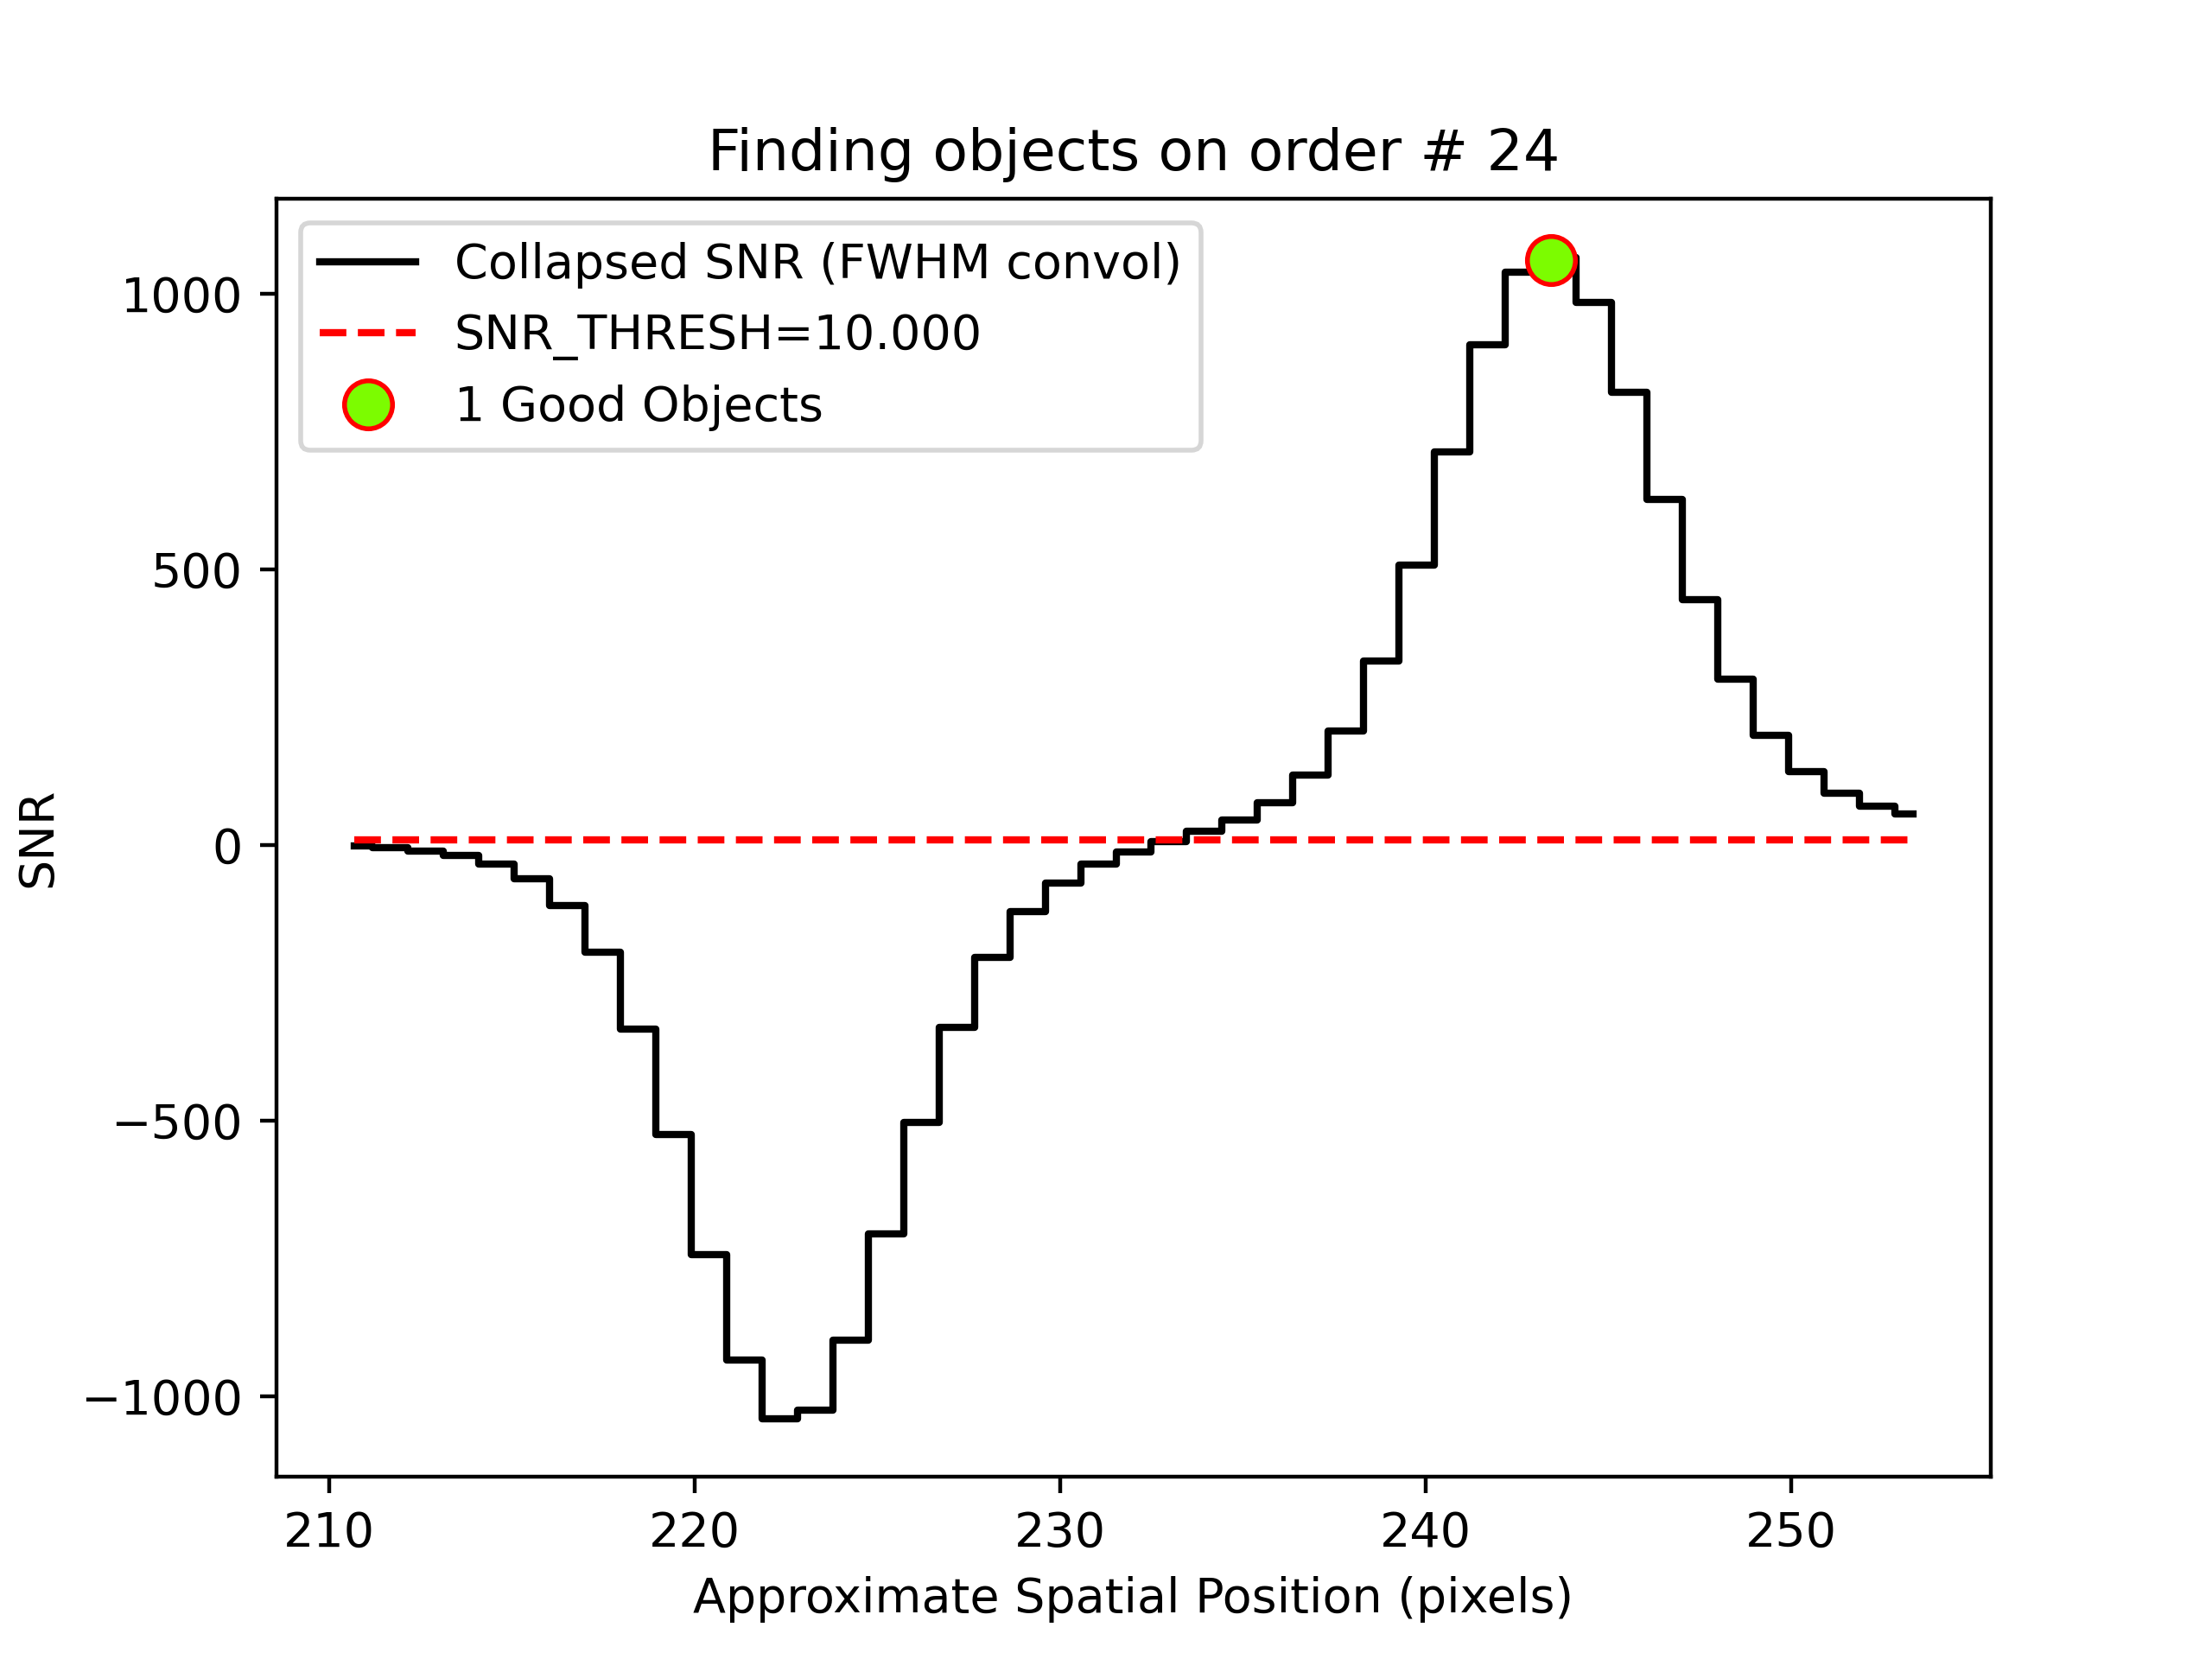 Finding objects on order # 24
Collapsed SNR (FWHM convol)
SNR_THRESH=10.000
1 Good Objects
1000
500
0
−500
−1000
SNR
210 220 230 240 250
Approximate Spatial Position (pixels)